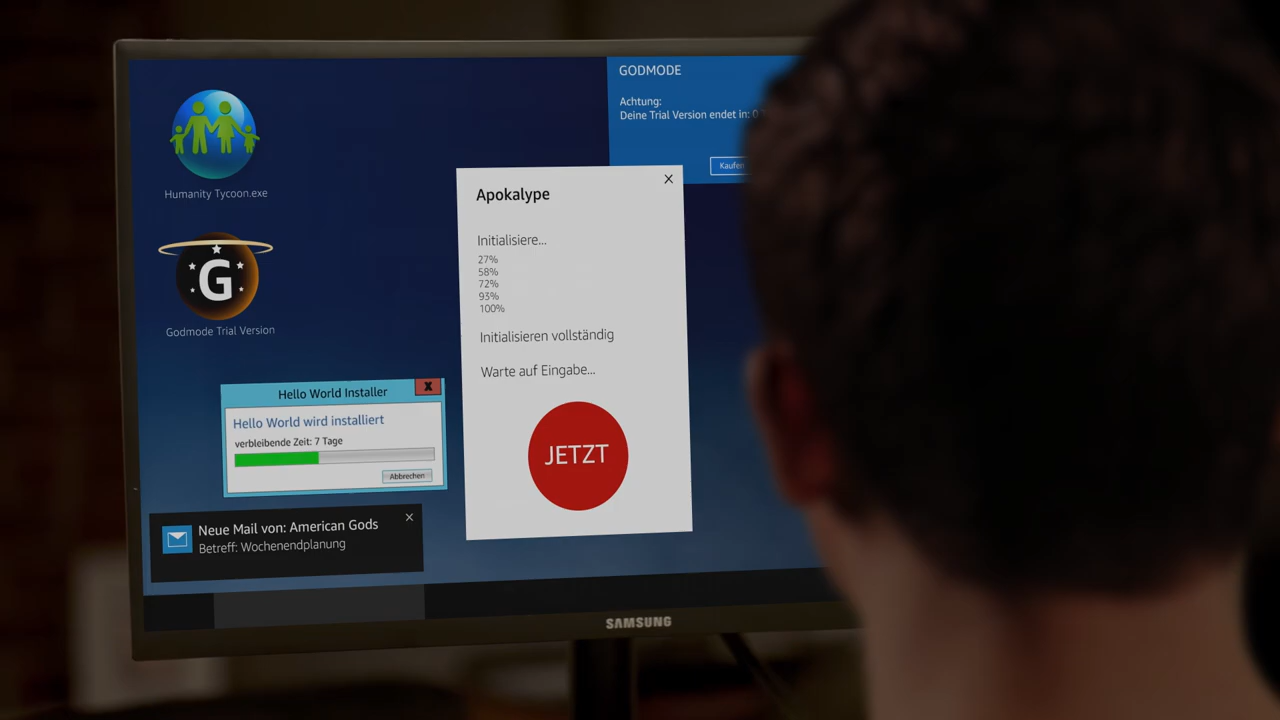 Humanity Tycoon.exe
G
Godmode Trial Version
GODMODE
Achtung:
Deine Trial Version endet in:
Kaufen
X
Apokalype
Initialisiere...
27%
58%
72%
93%
100%
Initialisieren vollständig
Warte auf Eingabe...
JETZT
Hello World Installer
X
Hello World wird installiert
verbleibende Zeit: 7 Tage
Abbrechen
Neue Mail von: American Gods
X
Betreff: Wochenendplanung
SAMSUNG